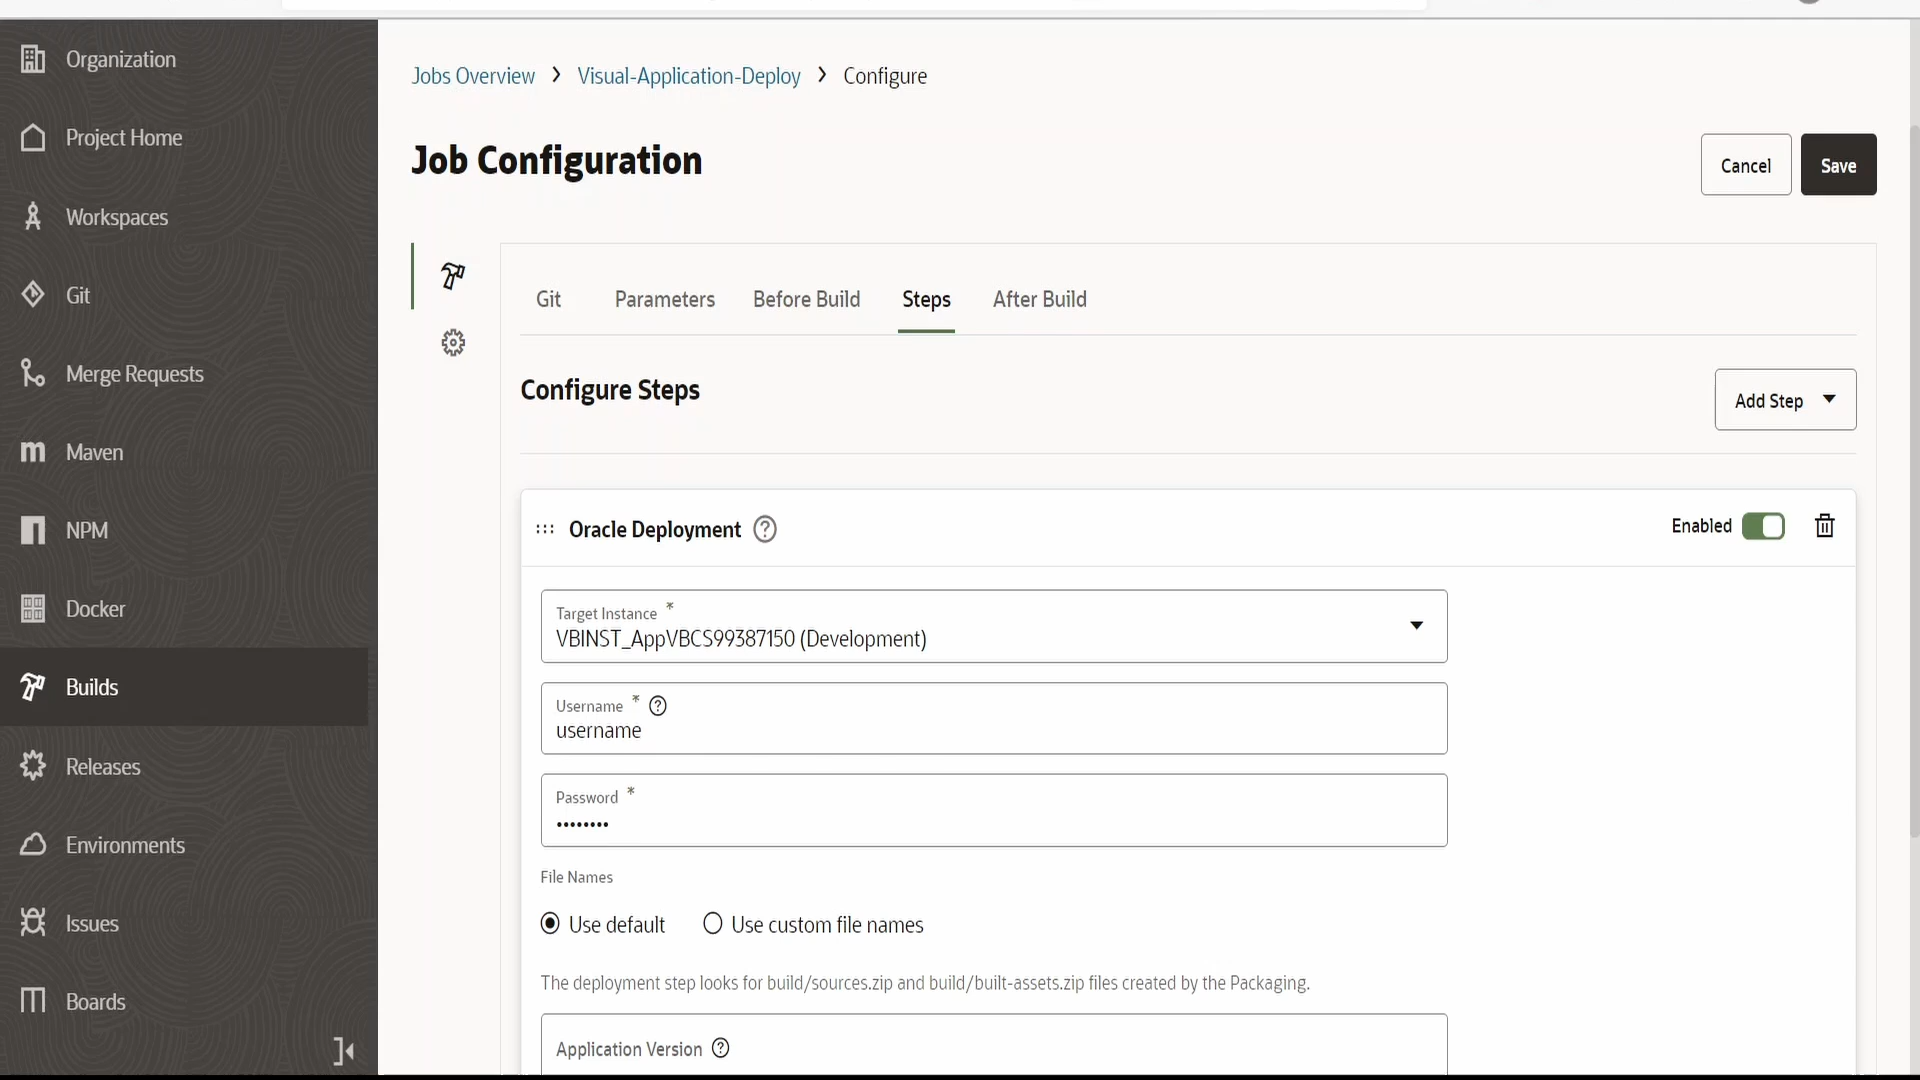 Organization
Project Home
Workspaces
Git
Merge Requests
Maven
NPM
Docker
Builds
Releases
Environments
Issues
Boards
Jobs Overview > Visual-Application-Deploy > Configure
Job Configuration
Cancel
Save
Git Parameters Before Build Steps After Build
Configure Steps
Add Step
Oracle Deployment
Enabled
Target Instance *
VBINST_AppVBCS99387150 (Development)
Username *
username
Password *
••••••••
File Names
Use default Use custom file names
The deployment step looks for build/sources.zip and build/built-assets.zip files created by the Packaging.
Application Version